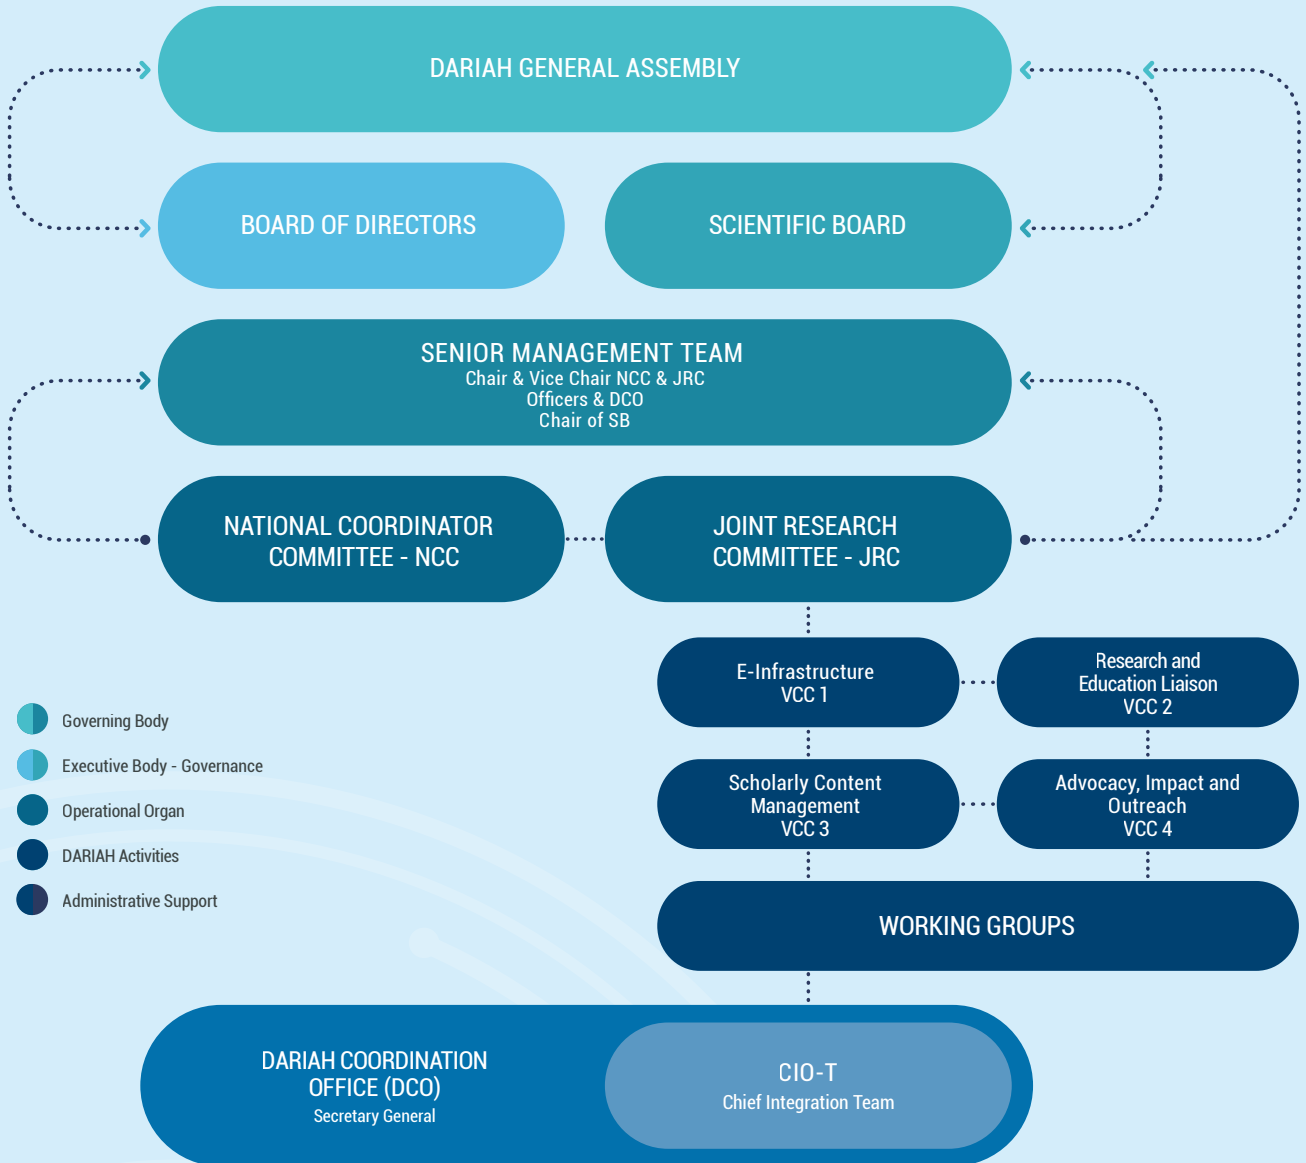 DARIAH GENERAL ASSEMBLY
BOARD OF DIRECTORS
SCIENTIFIC BOARD
SENIOR MANAGEMENT TEAM
Chair & Vice Chair NCC & JRC
Officers & DCO
Chair of SB
NATIONAL COORDINATOR
COMMITTEE - NCC
JOINT RESEARCH
COMMITTEE - JRC
E-Infrastructure
VCC 1
Research and
Education Liaison
VCC 2
Scholarly Content
Management
VCC 3
Advocacy, Impact and
Outreach
VCC 4
WORKING GROUPS
Governing Body
Executive Body - Governance
Operational Organ
DARIAH Activities
Administrative Support
DARIAH COORDINATION
OFFICE (DCO)
Secretary General
CIO-T
Chief Integration Team